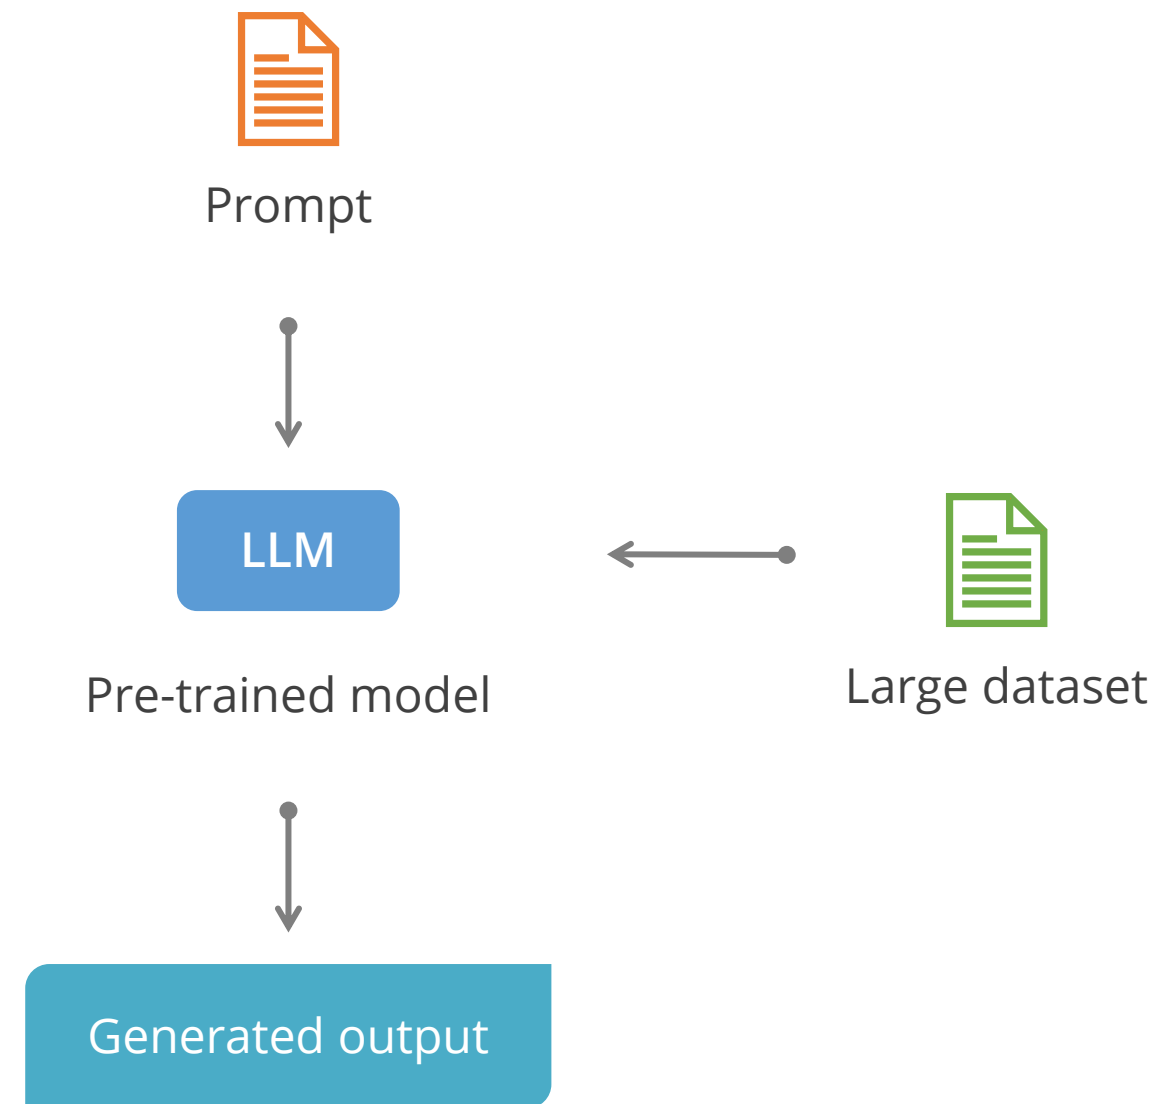 Prompt
LLM
Pre-trained model
Large dataset
Generated output